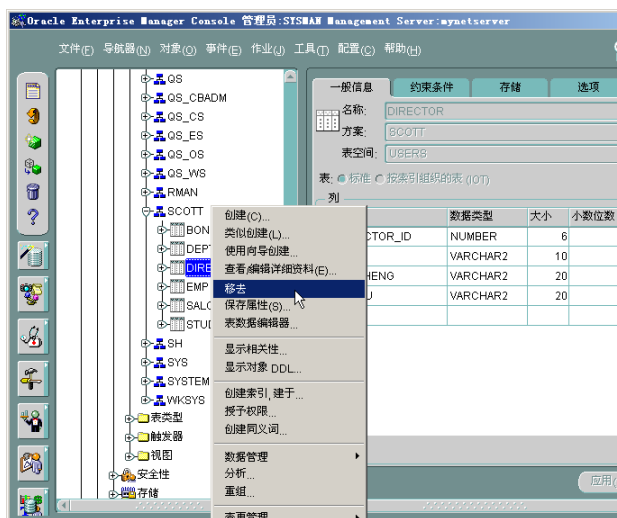 Oracle Enterprise Manager Console 管理员:SYSMAN Management Server:mynetserver
文件(F) 导航器(N) 对象(O) 事件(E) 作业(J) 工具(T) 配置(C) 帮助(H)
QS
QS_CBADM
QS_CS
QS_ES
QS_OS
QS_WS
RMAN
SCOTT
BON
DEPT
DIRE
EMP
SALG
STUD
SH
SYS
SYSTEM
WKSYS
表类型
触发器
视图
安全性
存储
创建(C)...
类似创建(L)...
使用向导创建...
查看/编辑详细资料(E)...
移去
保存属性(S)...
表数据编辑器...
显示相关性...
显示对象 DDL...
创建索引,建于...
授予权限...
创建同义词...
数据管理
分析...
重组...
表更管理
一般信息 约束条件 存储 选项
名称: DIRECTOR
方案: SCOTT
表空间: USERS
表: 标准 按索引组织的表 (IOT)
列
数据类型 大小 小数位数
CTOR_ID NUMBER 6
VARCHAR2 10
HENG VARCHAR2 20
U VARCHAR2 20
应用(